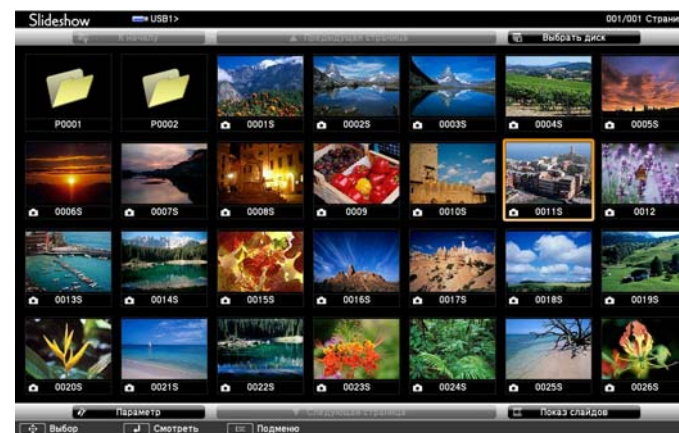 Slideshow USB1> 001/001 Страни
К началу Предыдущая страница Выбрать диск
P0001 P0002 0001S 0002S 0003S 0004S 0005S
0006S 0007S 0008S 0009 0010S 0011S 0012
0013S 0014S 0015S 0016S 0017S 0018S 0019S
0020S 0021S 0022S 0023S 0024S 0025S 0026S
Параметр Следующая страница Показ слайдов
Выбор Смотреть Esc Подменю